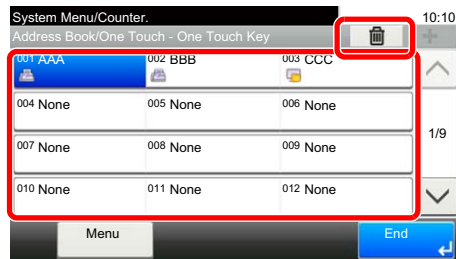 System Menu/Counter. 10:10
Address Book/One Touch - One Touch Key
001 AAA 002 BBB 003 CCC
004 None 005 None 006 None
1/9
007 None 008 None 009 None
010 None 011 None 012 None
Menu End